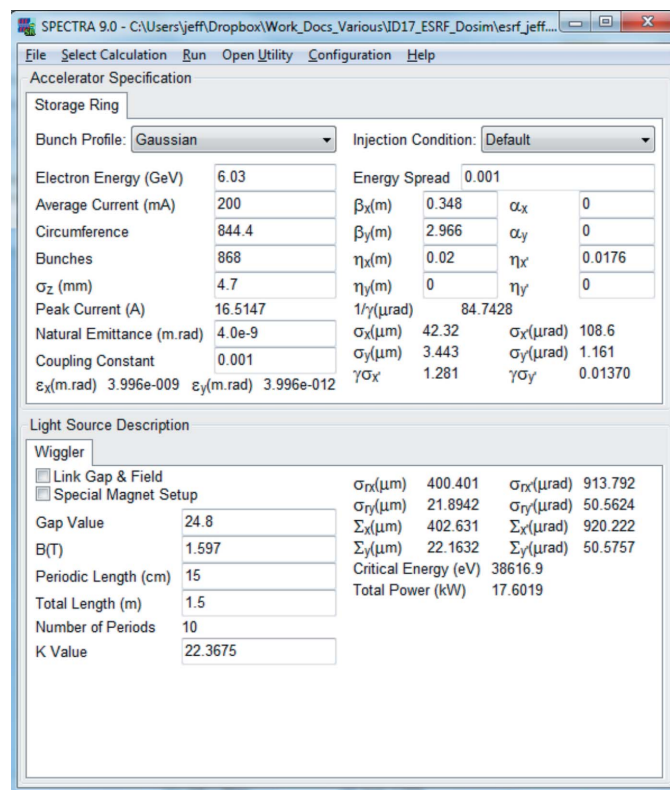 SPECTRA 9.0 - C:\Users\jeff\Dropbox\Work_Docs_Various\ID17_ESRF_Dosim\esrf_jeff....
File Select Calculation Run Open Utility Configuration Help
Accelerator Specification
Storage Ring
Bunch Profile: Gaussian Injection Condition: Default
Electron Energy (GeV) 6.03 Energy Spread 0.001
Average Current (mA) 200 βx(m) 0.348 αx 0
Circumference 844.4 βy(m) 2.966 αy 0
Bunches 868 ηx(m) 0.02 ηx' 0.0176
σz (mm) 4.7 ηy(m) 0 ηy' 0
Peak Current (A) 16.5147 1/γ(μrad) 84.7428
Natural Emittance (m.rad) 4.0e-9 σx(μm) 42.32 σx'(μrad) 108.6
Coupling Constant 0.001 σy(μm) 3.443 σy'(μrad) 1.161
εx(m.rad) 3.996e-009 εy(m.rad) 3.996e-012 γσx' 1.281 γσy' 0.01370
Light Source Description
Wiggler
Link Gap & Field σrx(μm) 400.401 σrx'(μrad) 913.792
Special Magnet Setup σry(μm) 21.8942 σry'(μrad) 50.5624
Gap Value 24.8 Σx(μm) 402.631 Σx'(μrad) 920.222
B(T) 1.597 Σy(μm) 22.1632 Σy'(μrad) 50.5757
Periodic Length (cm) 15 Critical Energy (eV) 38616.9
Total Length (m) 1.5 Total Power (kW) 17.6019
Number of Periods 10
K Value 22.3675